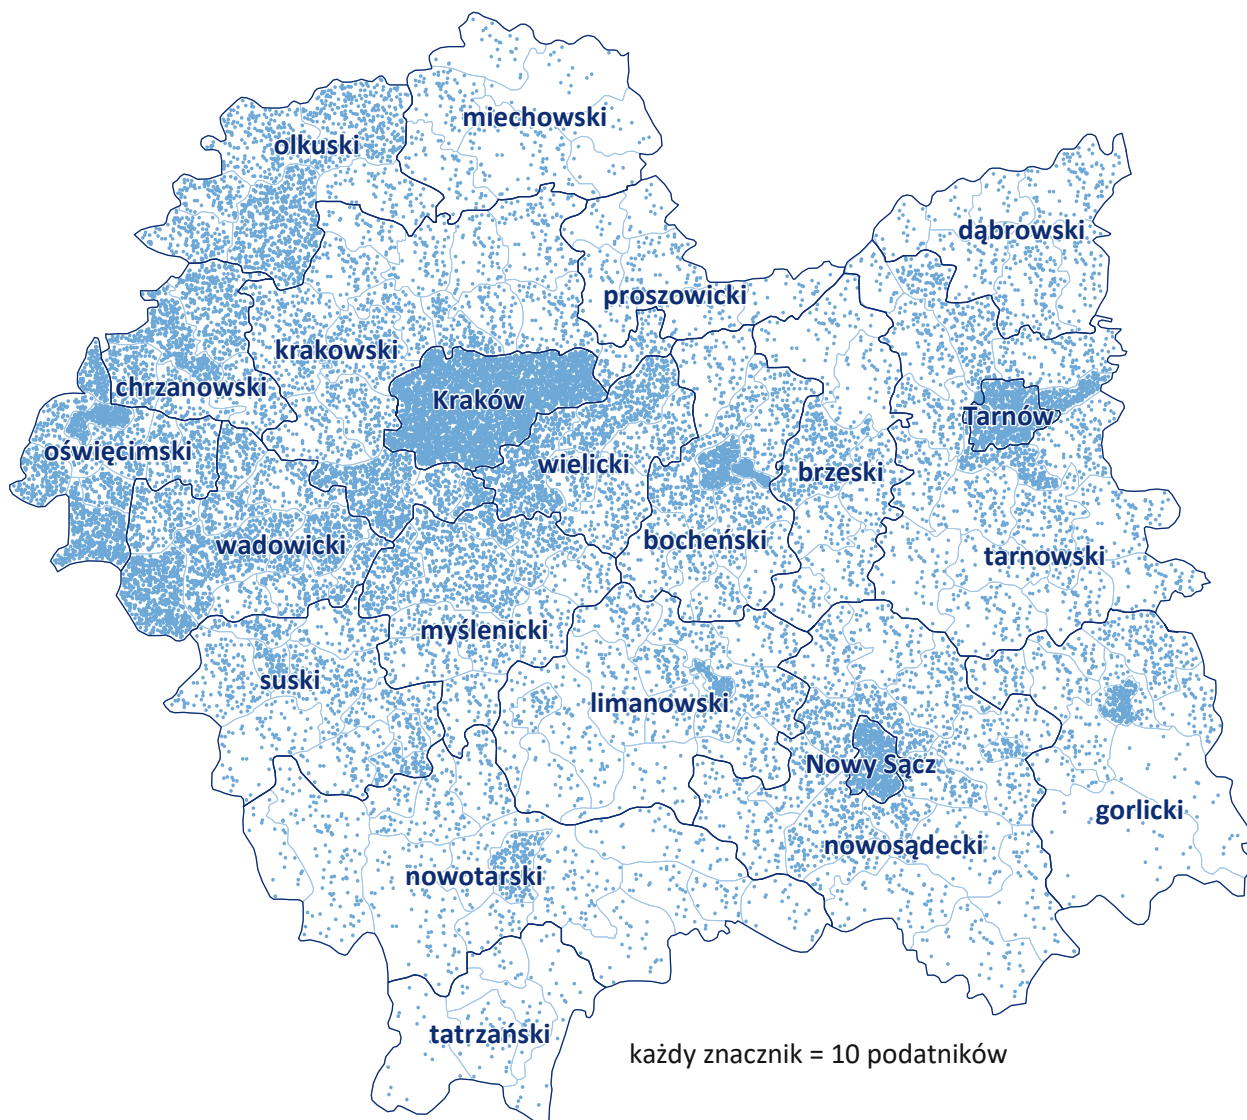 miechowski
olkuski
dąbrowski
proszowicki
krakowski
chrzanowski
Kraków
Tarnów
oświęcimski
wielicki
brzeski
wadowicki
bocheński
tarnowski
myślenicki
suski
limanowski
Nowy Sącz
gorlicki
nowosądecki
nowotarski
tatrzański
każdy znacznik = 10 podatników